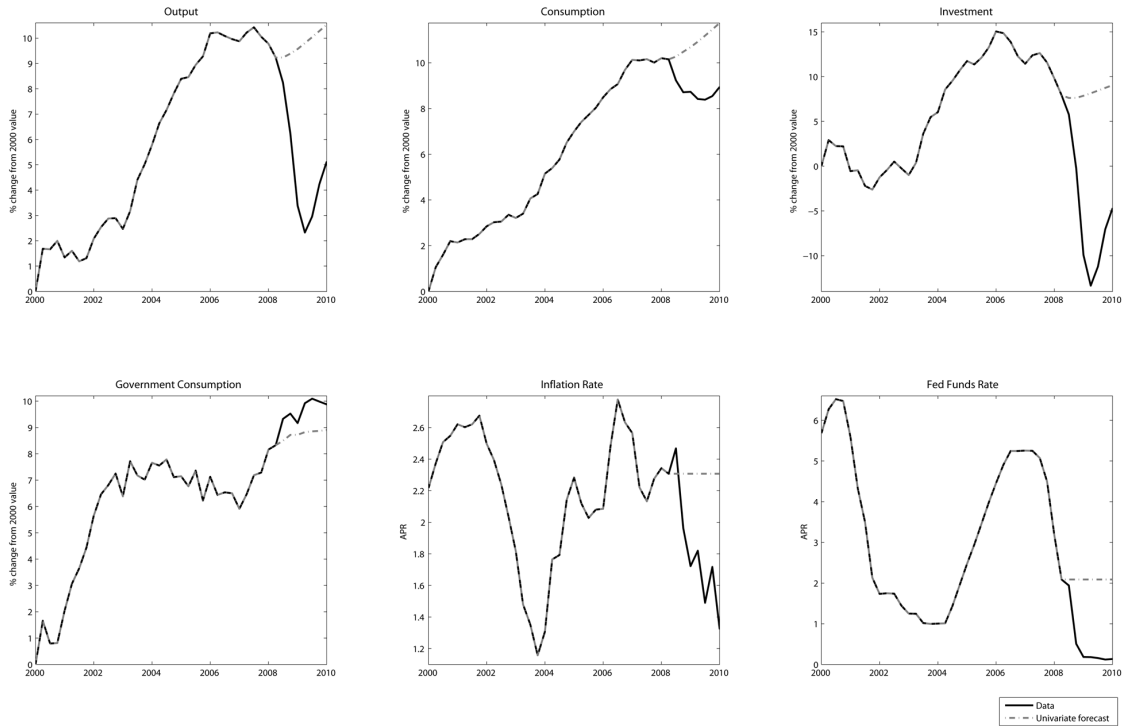 Output
% change from 2000 value
10
9
8
7
6
5
4
3
2
1
0
2000 2002 2004 2006 2008 2010
Consumption
% change from 2000 value
10
8
6
4
2
0
2000 2002 2004 2006 2008 2010
Investment
% change from 2000 value
15
10
5
0
−5
−10
2000 2002 2004 2006 2008 2010
Government Consumption
% change from 2000 value
10
9
8
7
6
5
4
3
2
1
0
2000 2002 2004 2006 2008 2010
Inflation Rate
APR
2.6
2.4
2.2
2
1.8
1.6
1.4
1.2
2000 2002 2004 2006 2008 2010
Fed Funds Rate
APR
6
5
4
3
2
1
0
2000 2002 2004 2006 2008 2010
Data
Univariate forecast